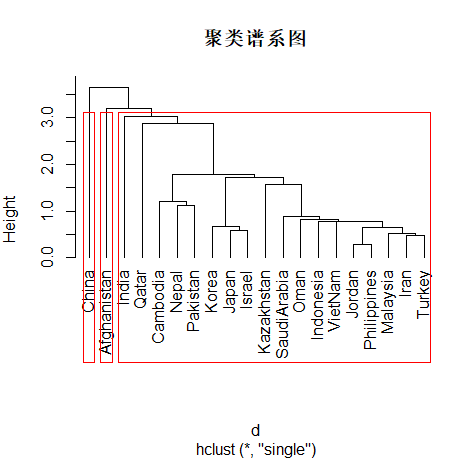 聚类谱系图
Height
3.0
2.0
1.0
0.0
China
Afghanistan
India
Qatar
Cambodia
Nepal
Pakistan
Korea
Japan
Israel
Kazakhstan
SaudiArabia
Oman
Indonesia
VietNam
Jordan
Philippines
Malaysia
Iran
Turkey
d
hclust (*, "single")